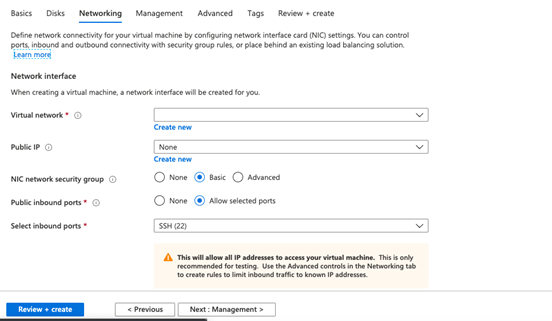 Basics Disks Networking Management Advanced Tags Review + create
Define network connectivity for your virtual machine by configuring network interface card (NIC) settings. You can control
ports, inbound and outbound connectivity with security group rules, or place behind an existing load balancing solution.
Learn more
Network interface
When creating a virtual machine, a network interface will be created for you.
Virtual network *
Create new
Public IP None
Create new
NIC network security group None Basic Advanced
Public inbound ports * None Allow selected ports
Select inbound ports * SSH (22)
This will allow all IP addresses to access your virtual machine. This is only
recommended for testing. Use the Advanced controls in the Networking tab
to create rules to limit inbound traffic to known IP addresses.
Review + create < Previous Next : Management >